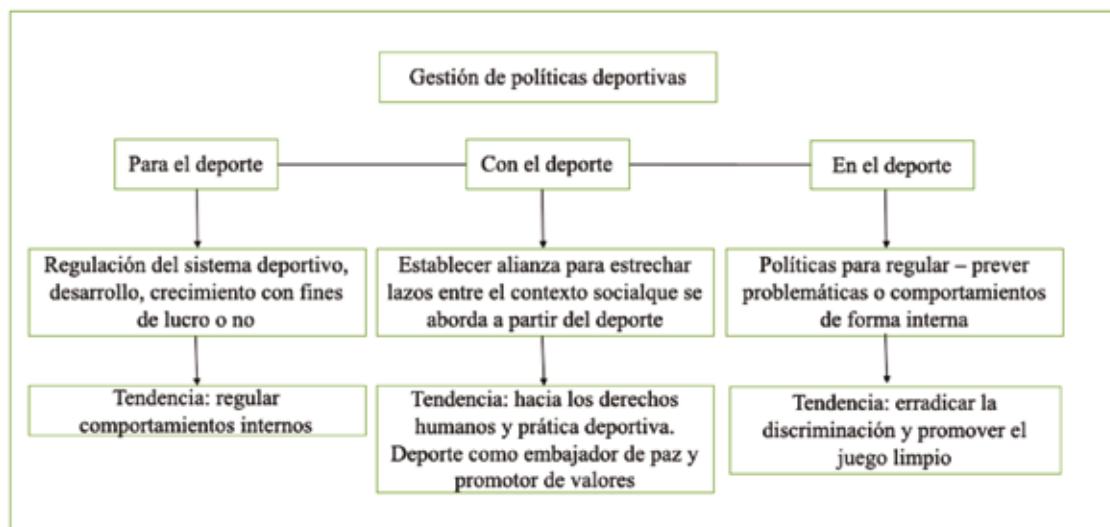 Gestión de políticas deportivas
Para el deporte
Con el deporte
En el deporte
Regulación del sistema deportivo,
desarrollo, crecimiento con fines
de lucro o no
Establecer alianza para estrechar
lazos entre el contexto socialque se
aborda a partir del deporte
Políticas para regular – prever
problemáticas o comportamientos
de forma interna
Tendencia: regular
comportamientos internos
Tendencia: hacia los derechos
humanos y prática deportiva.
Deporte como embajador de paz y
promotor de valores
Tendencia: erradicar la
discriminación y promover el
juego limpio